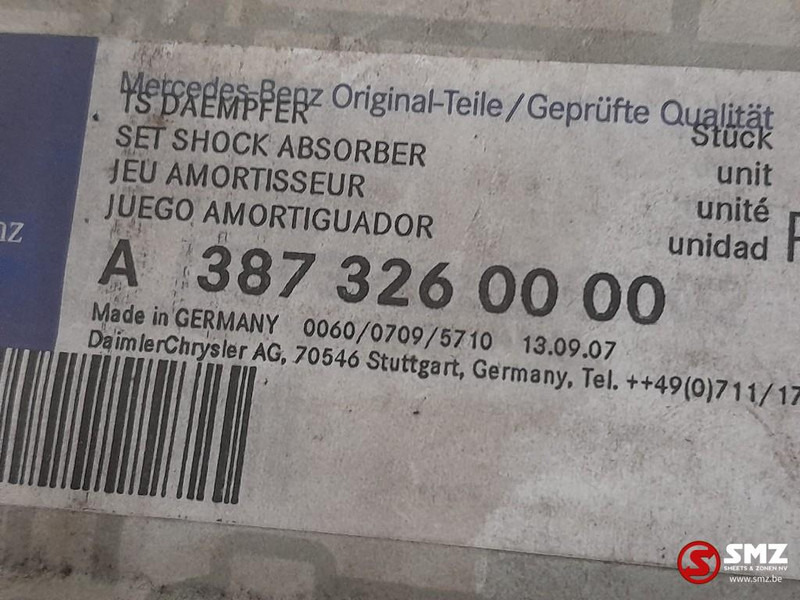 Mercedes-Benz Original-Teile/Geprüfte Qualität
TS DAEMPFER Stück
SET SHOCK ABSORBER unit
JEU AMORTISSEUR unité
JUEGO AMORTIGUADOR unidad
A 387 326 00 00
Made in GERMANY 0060/0709/5710 13.09.07
DaimlerChrysler AG, 70546 Stuttgart, Germany, Tel. ++49(0)711/17
SMZ
SMEETS & ZONEN NV
www.smz.be